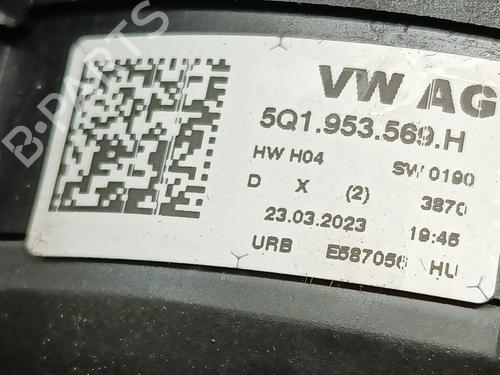 VW AG
5Q1.953.569.H
HW H04 SW 0190
D X (2) 3870
23.03.2023 19:45
URB E587056 HU
B-PARTS